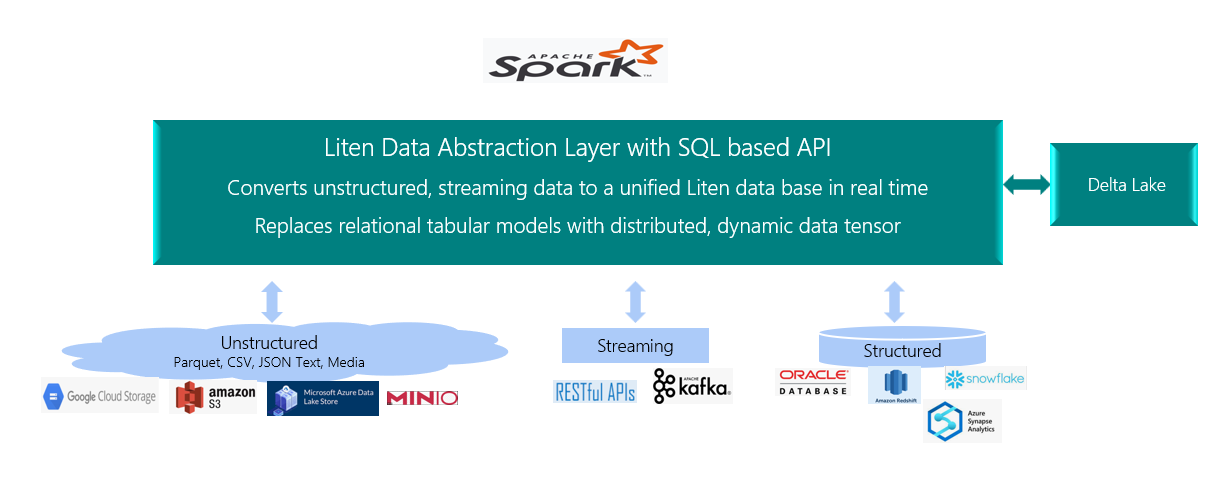 APACHE
Spark
Liten Data Abstraction Layer with SQL based API
Converts unstructured, streaming data to a unified Liten data base in real time
Replaces relational tabular models with distributed, dynamic data tensor
Delta Lake
Unstructured
Parquet, CSV, JSON Text, Media
Google Cloud Storage
amazon
S3
Microsoft Azure Data
Lake Store
MINIO
Streaming
RESTful APIs
APACHE
kafka®
Structured
ORACLE
DATABASE
Amazon Redshift
snowflake
Azure
Synapse
Analytics